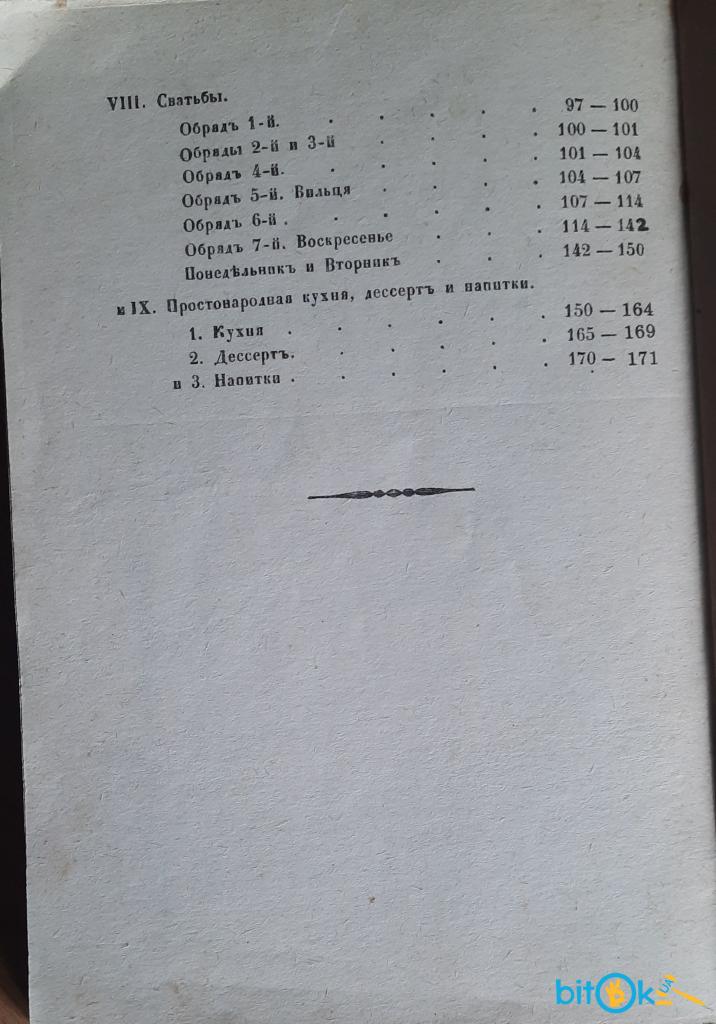 VIII. Сватьбы.
Обрядъ 1-й. . . . . . 97 — 100
Обряды 2-й и 3-й . . . . 100 — 101
Обрядъ 4-й. . . . . . 101 — 104
Обрядъ 5-й. Вильця . . . . 104 — 107
Обрядъ 6-й . . . . . . 107 — 114
Обрядъ 7-й. Воскресенье . . . 114 — 142
Понедѣльникъ и Вторникъ . . . 142 — 150
и IX. Простонародная кухня, дессертъ и напитки.
1. Кухня . . . . . . 150 — 164
2. Дессертъ. . . . . . 165 — 169
и 3. Напитки . . . . . . 170 — 171
bitok UA